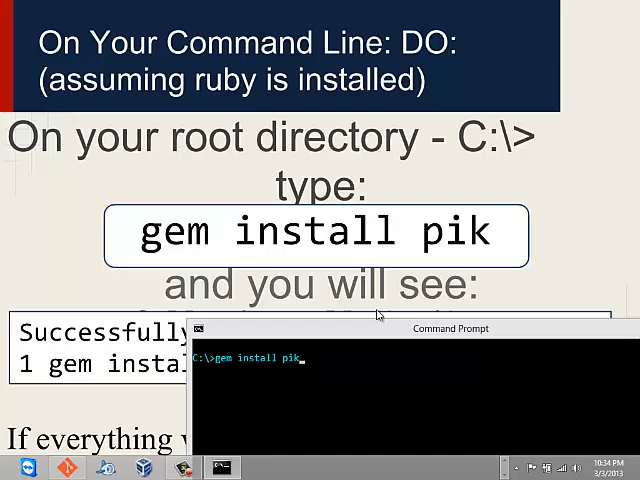 On Your Command Line: DO:
(assuming ruby is installed)
On your root directory - C:\>
type:
gem install pik
and you will see:
Successfully
1 gem instal
Command Prompt
C:\>gem install pik
If everything
10:34 PM
3/3/2013